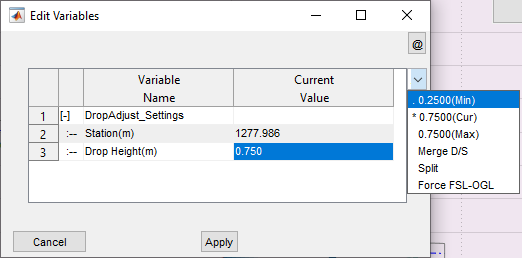 Edit Variables
@
Variable Name Current Value
1 [-] DropAdjust_Settings
2 :-- Station(m) 1277.986
3 :-- Drop Height(m) 0.750
. 0.2500(Min)
* 0.7500(Cur)
0.7500(Max)
Merge D/S
Split
Force FSL-OGL
Cancel Apply